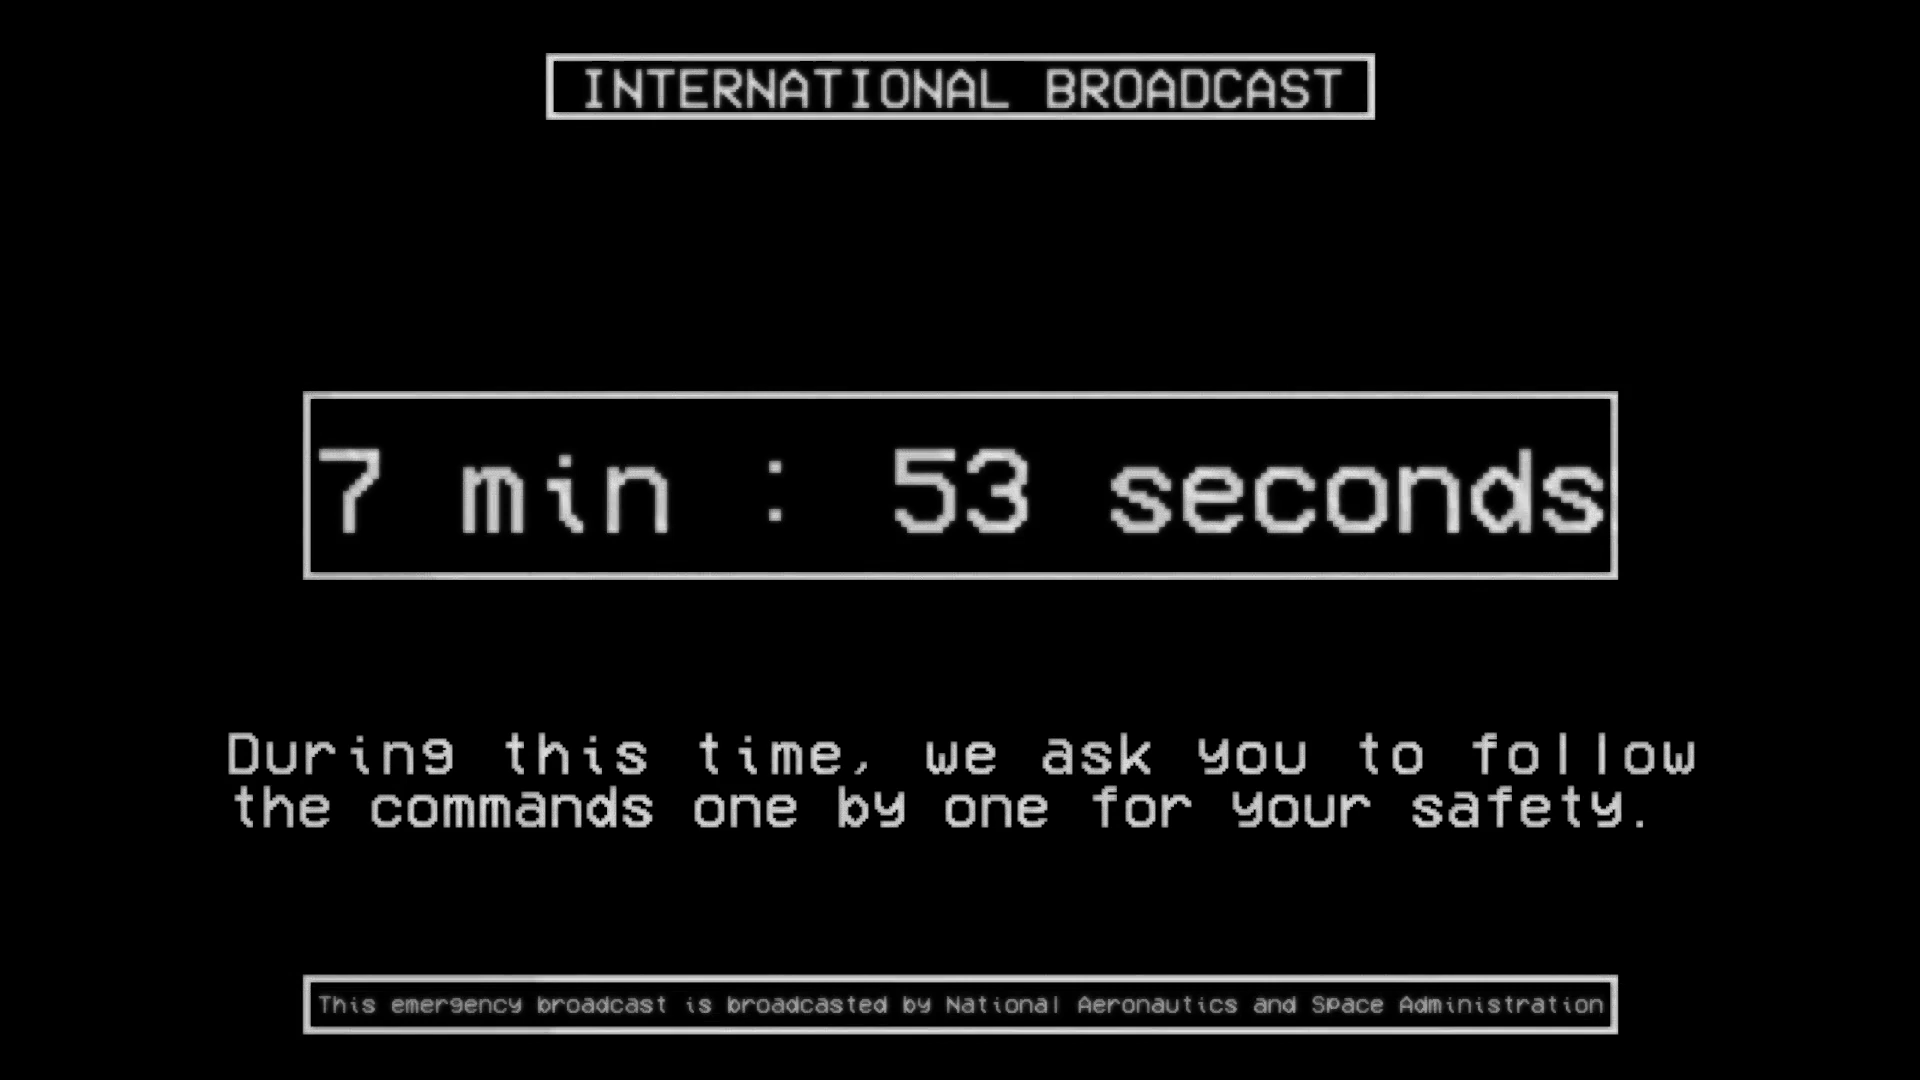 INTERNATIONAL BROADCAST
7 min : 53 seconds
During this time, we ask you to follow
the commands one by one for your safety.
This emergency broadcast is broadcasted by National Aeronautics and Space Administration